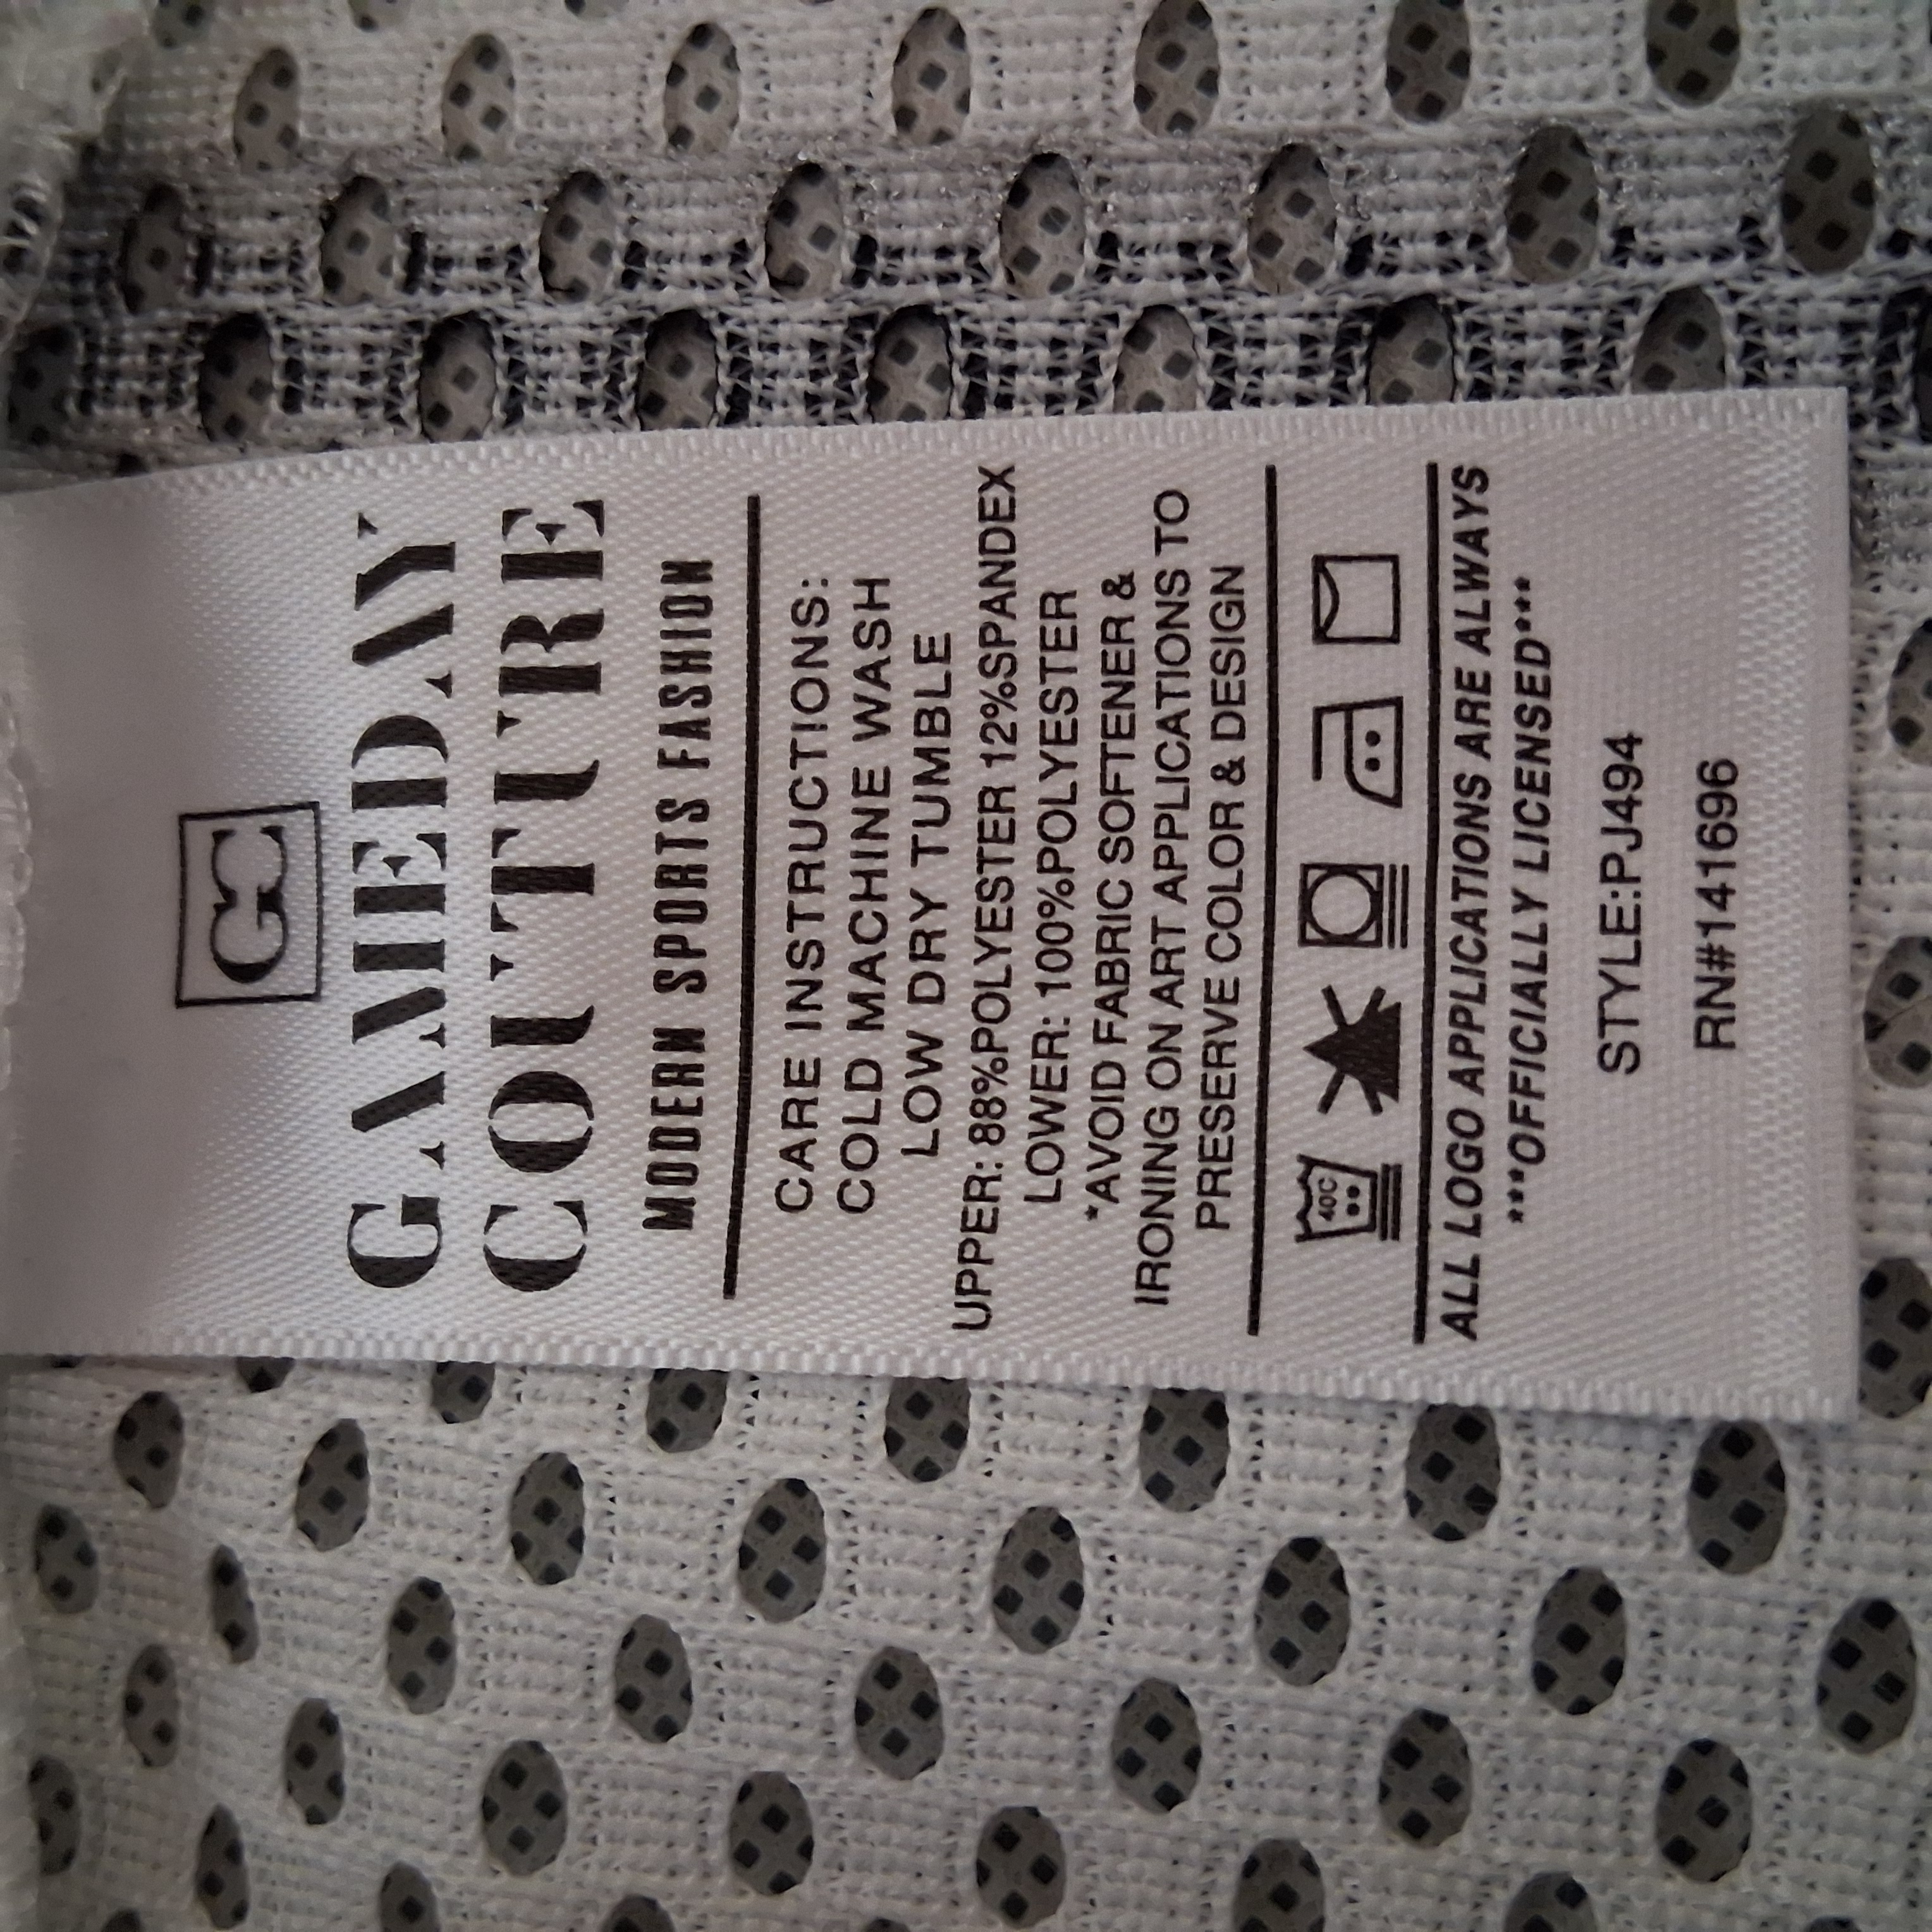 GC
GAMEDAY
COUTURE
MODERN SPORTS FASHION
CARE INSTRUCTIONS:
COLD MACHINE WASH
LOW DRY TUMBLE
UPPER: 88%POLYESTER 12%SPANDEX
LOWER: 100%POLYESTER
*AVOID FABRIC SOFTENER &
IRONING ON ART APPLICATIONS TO
PRESERVE COLOR & DESIGN
40C
ALL LOGO APPLICATIONS ARE ALWAYS
***OFFICIALLY LICENSED***
STYLE:PJ494
RN#141696